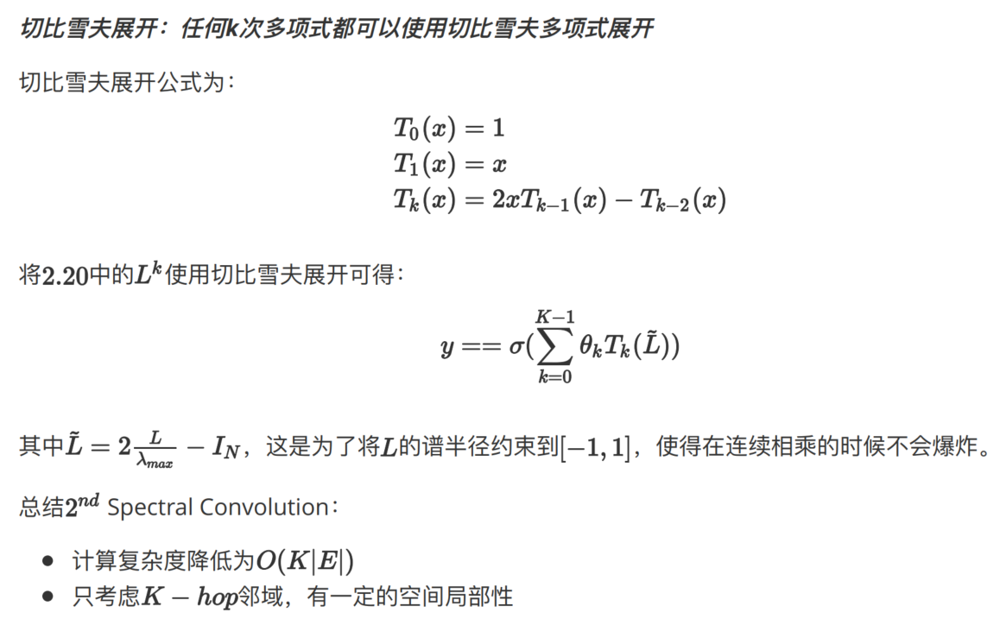 切比雪夫展开：任何k次多项式都可以使用切比雪夫多项式展开
切比雪夫展开公式为：
$T_0(x) = 1$
$T_1(x) = x$
$T_k(x) = 2xT_{k-1}(x) - T_{k-2}(x)$
将2.20中的$L^k$使用切比雪夫展开可得：
$y == \sigma(\sum_{k=0}^{K-1} \theta_k T_k(\tilde{L}))$
其中$\tilde{L} = 2\frac{L}{\lambda_{max}} - I_N$，这是为了将$L$的谱半径约束到$[-1, 1]$，使得在连续相乘的时候不会爆炸。
总结$2^{nd}$ Spectral Convolution：
● 计算复杂度降低为$O(K|E|)$
● 只考虑$K - hop$邻域，有一定的空间局部性